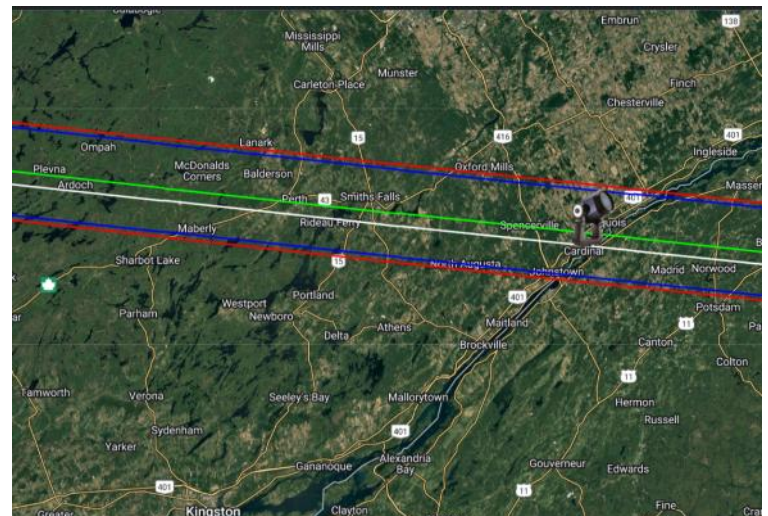 Embrun
138
Mississippi
Mills
Crysler
Munster
Carleton Place
Finch
Chesterville
15
416
401
Ompah
Lanark
Ingleside
Plevna
McDonalds
Corners
Balderson
Oxford Mills
401
Massen
Ardoch
Perth
43
Smiths Falls
Rideau Ferry
Spencerville
quois
Maberly
Cardinal
Sharbot Lake
15
North Augusta
Johnstown
Madrid
Norwood
Portland
401
Potsdam
Westport
Newboro
Parham
Maitland
11
Delta
Athens
Brockville
Canton
Colton
11
Tamworth
Verona
Seeley's Bay
Mallorytown
Hermon
Russell
Sydenham
401
Yarker
Gananoque
Alexandria
Bay
Gouverneur
Edwards
401
11
Kingston
Clayton
Fine